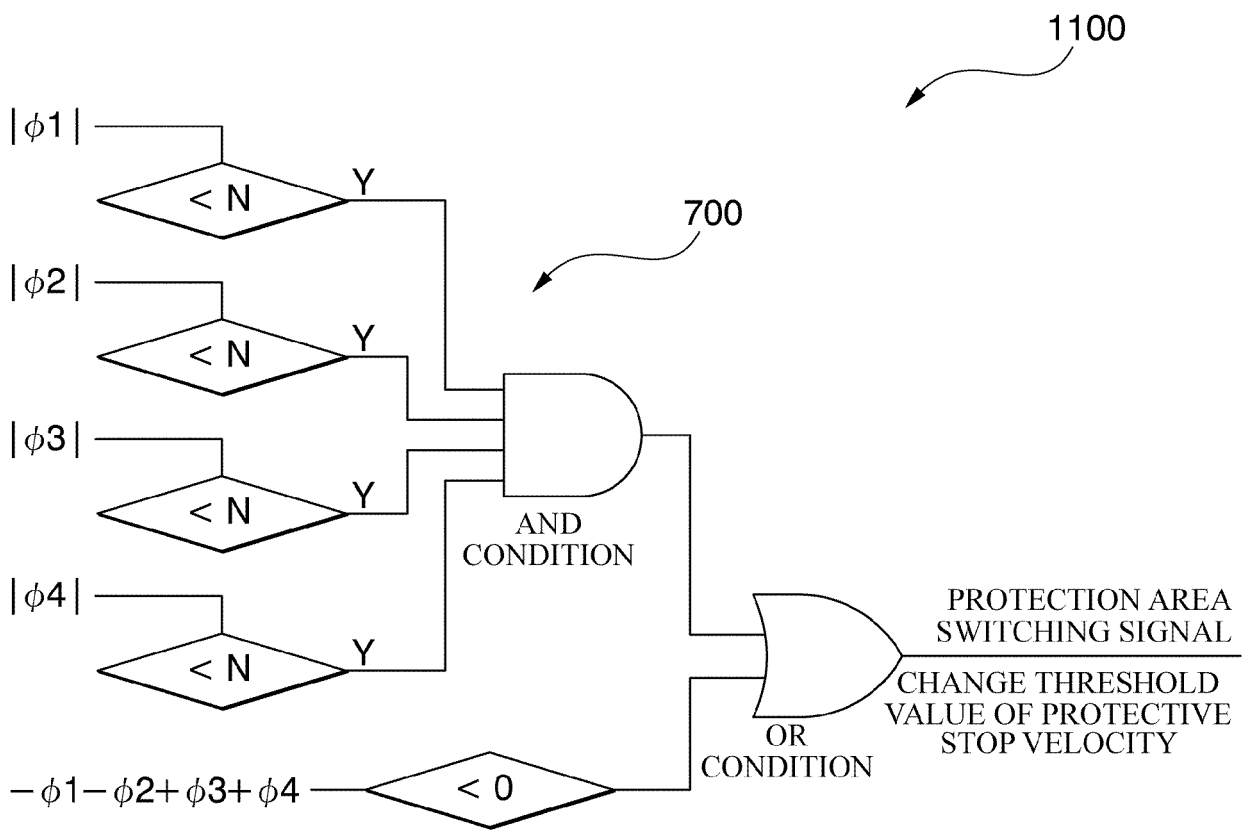 1100
|ϕ1|
< N
Y
700
|ϕ2|
< N
Y
|ϕ3|
< N
Y
AND
CONDITION
|ϕ4|
< N
Y
PROTECTION AREA
SWITCHING SIGNAL
CHANGE THRESHOLD
VALUE OF PROTECTIVE
STOP VELOCITY
OR
CONDITION
−ϕ1−ϕ2+ϕ3+ϕ4
< 0